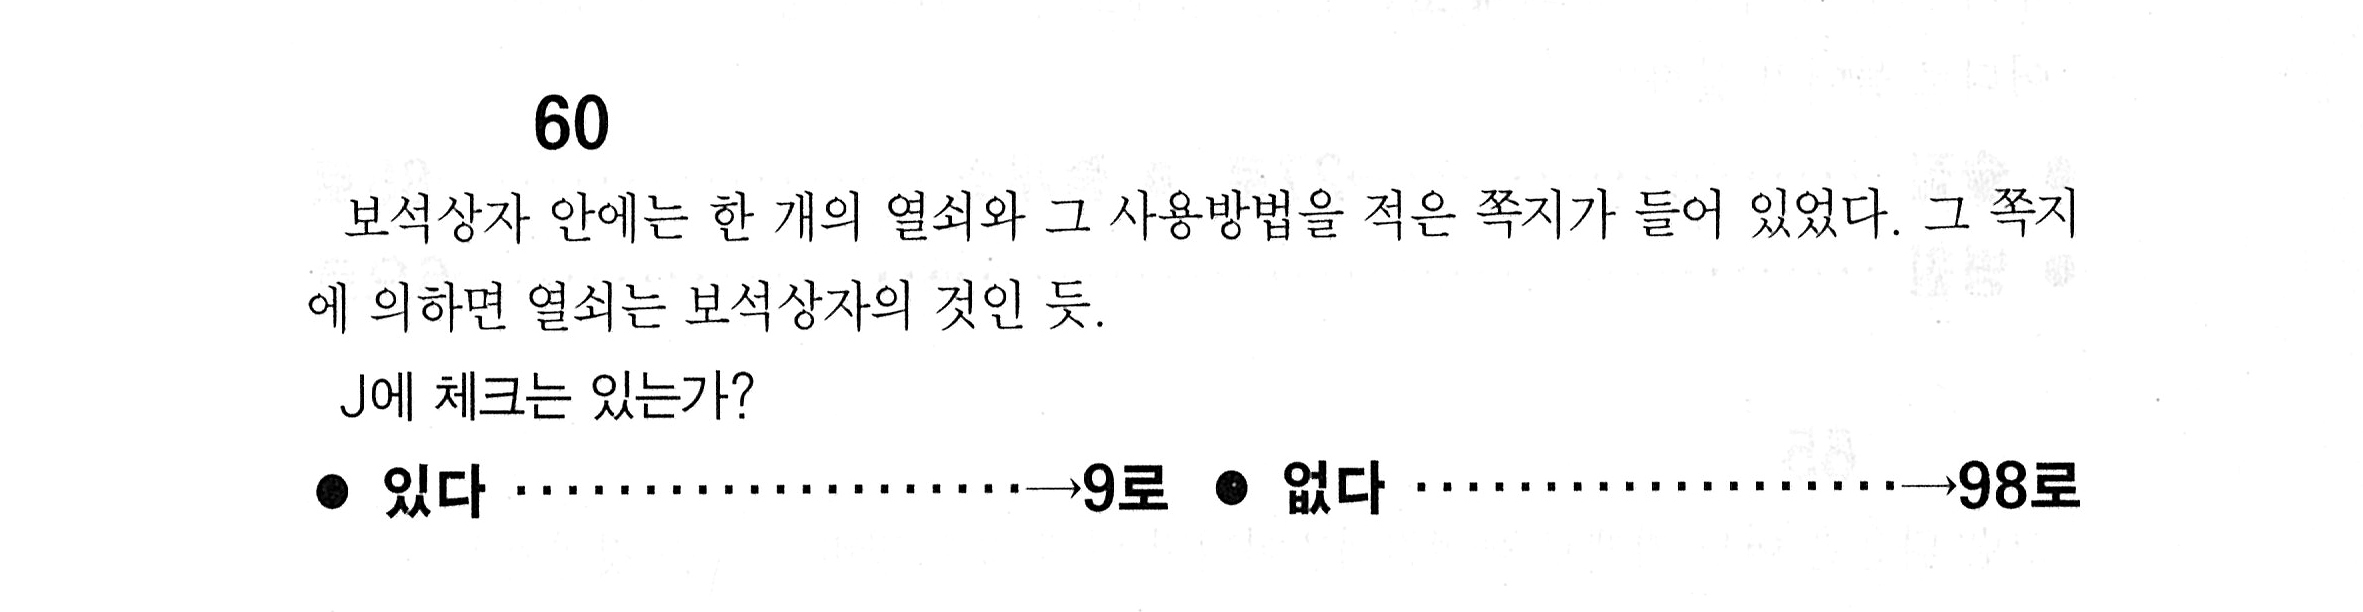 60
보석상자 안에는 한 개의 열쇠와 그 사용방법을 적은 쪽지가 들어 있었다. 그 쪽지
에 의하면 열쇠는 보석상자의 것인 듯.
J에 체크는 있는가?
● 있다 ····················→9로 ● 없다 ···················→98로